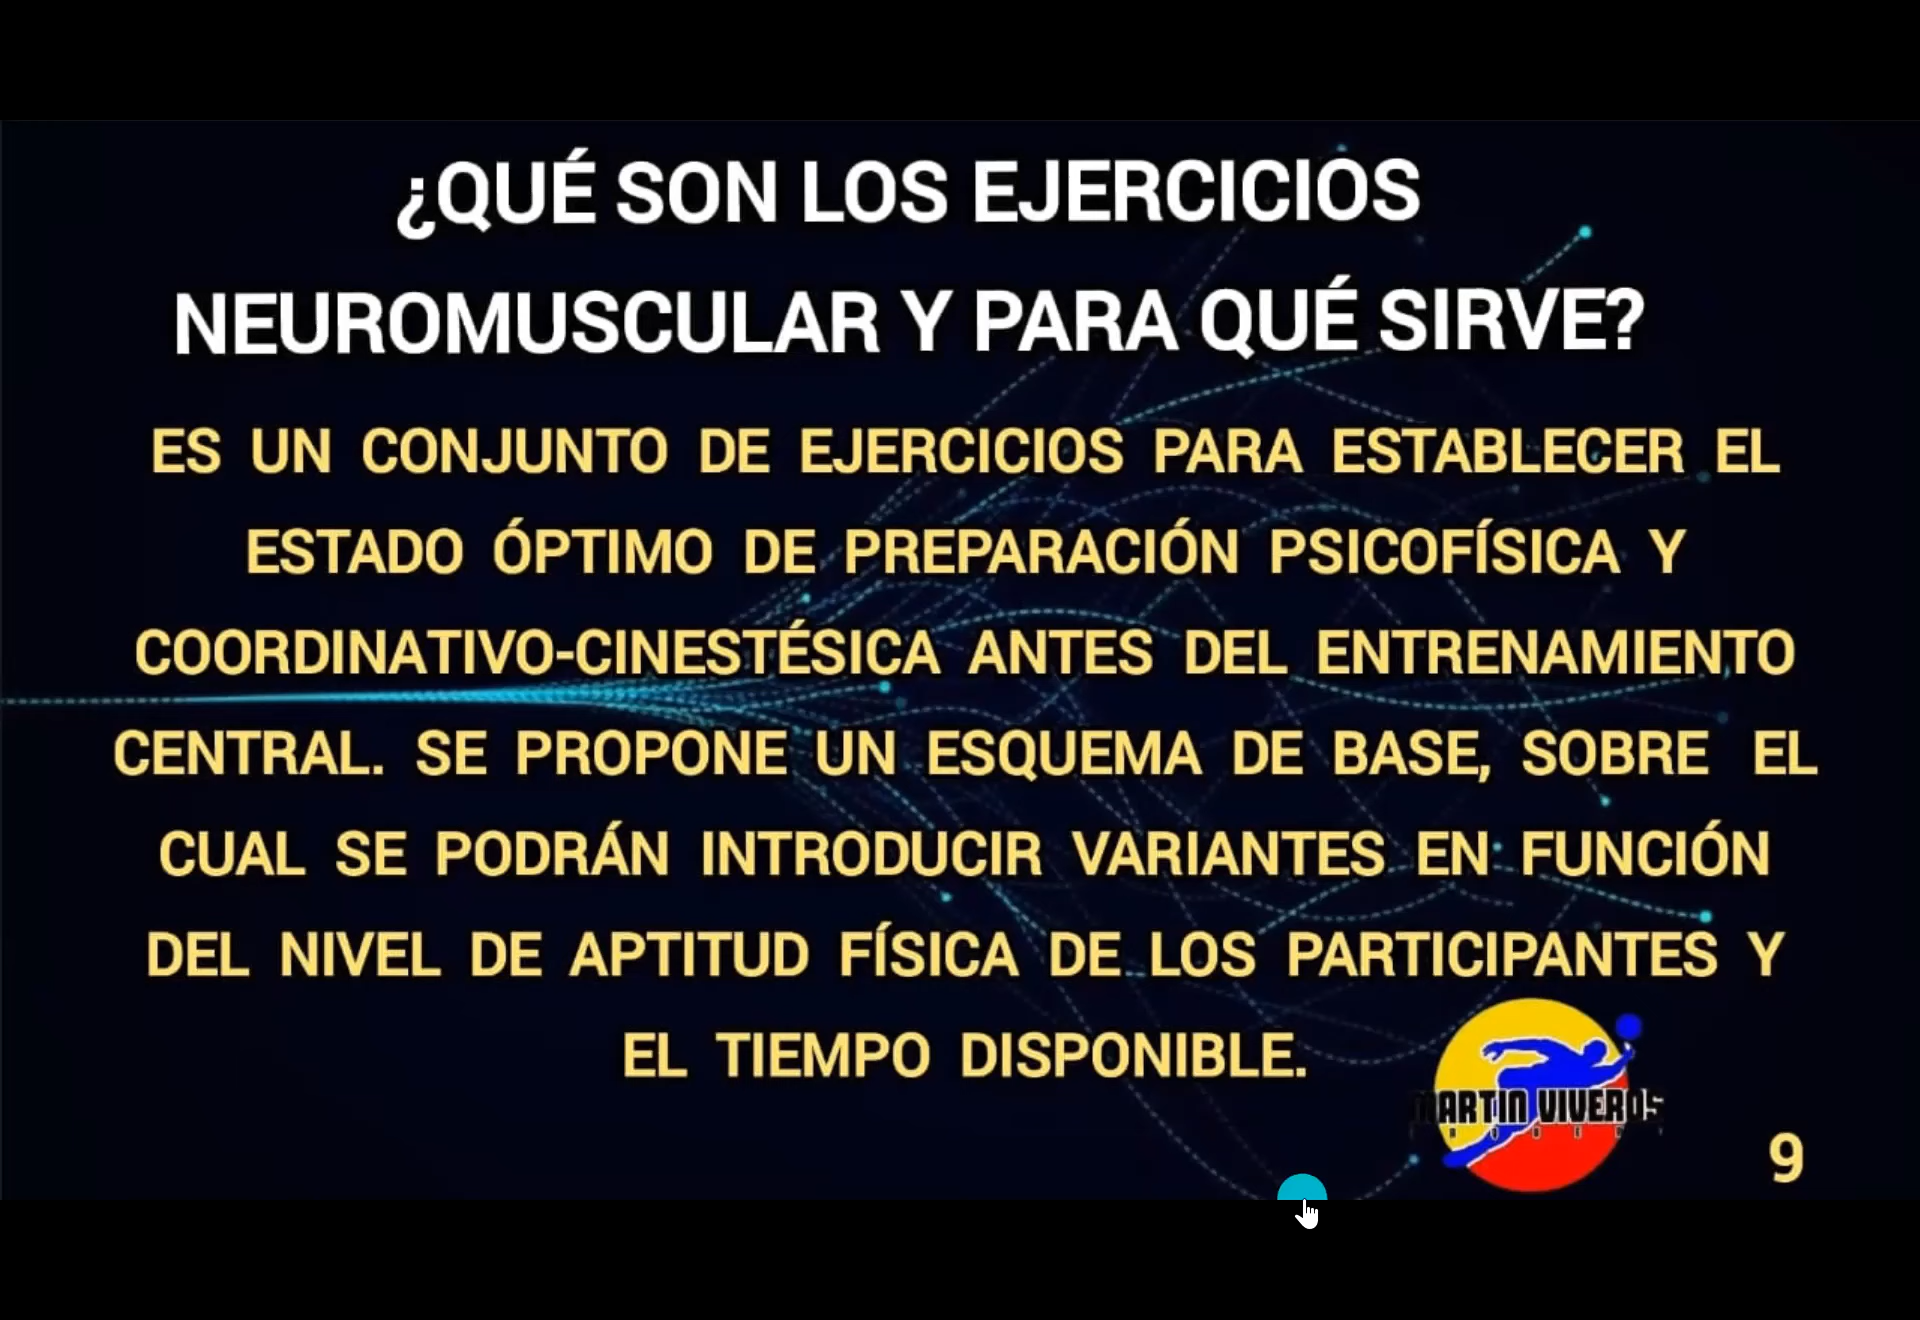 ¿QUÉ SON LOS EJERCICIOS
NEUROMUSCULAR Y PARA QUÉ SIRVE?
ES UN CONJUNTO DE EJERCICIOS PARA ESTABLECER EL
ESTADO ÓPTIMO DE PREPARACIÓN PSICOFÍSICA Y
COORDINATIVO-CINESTÉSICA ANTES DEL ENTRENAMIENTO
CENTRAL. SE PROPONE UN ESQUEMA DE BASE, SOBRE EL
CUAL SE PODRÁN INTRODUCIR VARIANTES EN FUNCIÓN
DEL NIVEL DE APTITUD FÍSICA DE LOS PARTICIPANTES Y
EL TIEMPO DISPONIBLE.
MARTIN VIVEROS
9